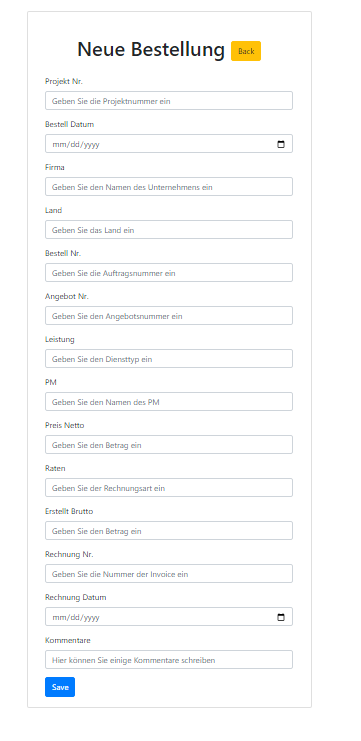 Neue Bestellung Back
Projekt Nr.
Geben Sie die Projektnummer ein
Bestell Datum
mm/dd/yyyy
Firma
Geben Sie den Namen des Unternehmens ein
Land
Geben Sie das Land ein
Bestell Nr.
Geben Sie die Auftragsnummer ein
Angebot Nr.
Geben Sie den Angebotsnummer ein
Leistung
Geben Sie den Diensttyp ein
PM
Geben Sie den Namen des PM
Preis Netto
Geben Sie den Betrag ein
Raten
Geben Sie der Rechnungsart ein
Erstellt Brutto
Geben Sie den Betrag ein
Rechnung Nr.
Geben Sie die Nummer der Invoice ein
Rechnung Datum
mm/dd/yyyy
Kommentare
Hier können Sie einige Kommentare schreiben
Save